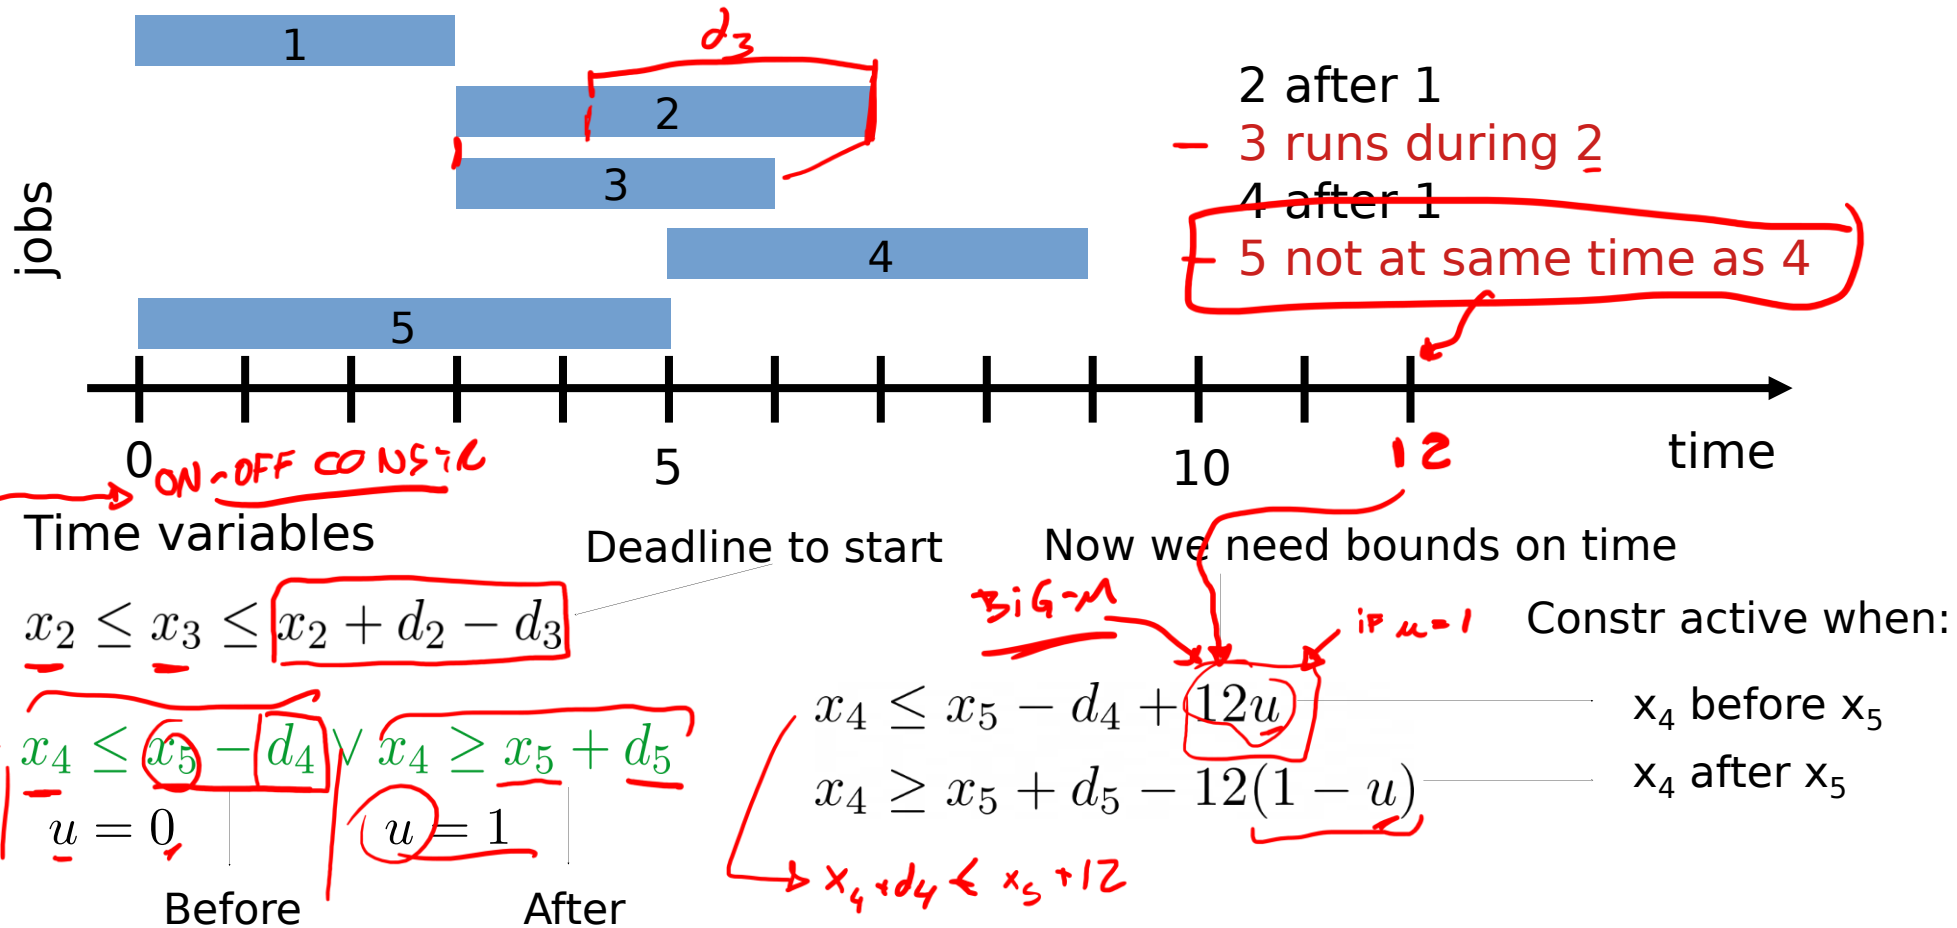 1
d₃
2
3
4
5
jobs
2 after 1
– 3 runs during 2
4 after 1
– 5 not at same time as 4
0
5
10
12
time
ON-OFF CONSTR
Time variables
Deadline to start
Now we need bounds on time
x₂ ≤ x₃ ≤ x₂ + d₂ − d₃
BIG-M
if u=1
Constr active when:
x₄ ≤ x₅ − d₄ ∨ x₄ ≥ x₅ + d₅
x₄ ≤ x₅ − d₄ + 12u
x₄ before x₅
u = 0
u = 1
x₄ ≥ x₅ + d₅ − 12(1 − u)
x₄ after x₅
Before
After
x₄+d₄ ≤ x₅+12